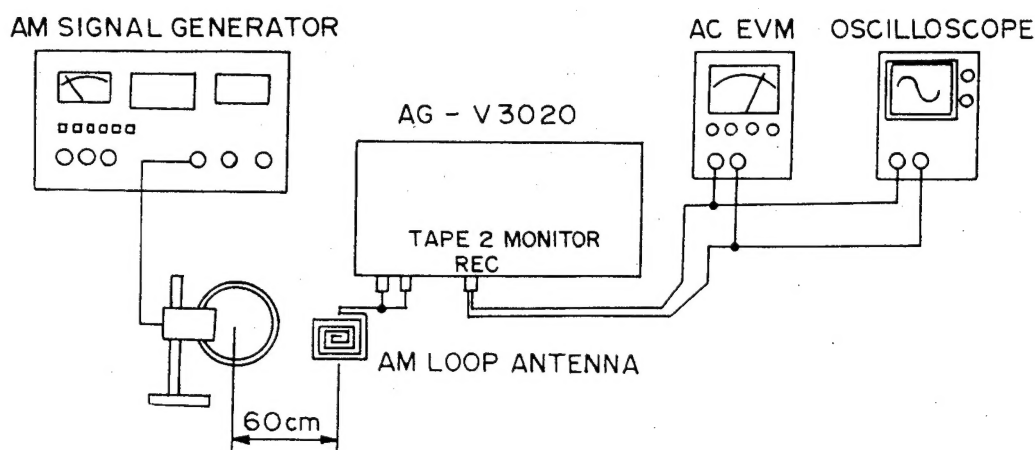 AM SIGNAL GENERATOR
AC EVM
OSCILLOSCOPE
AG - V3020
TAPE 2 MONITOR
REC
AM LOOP ANTENNA
60cm